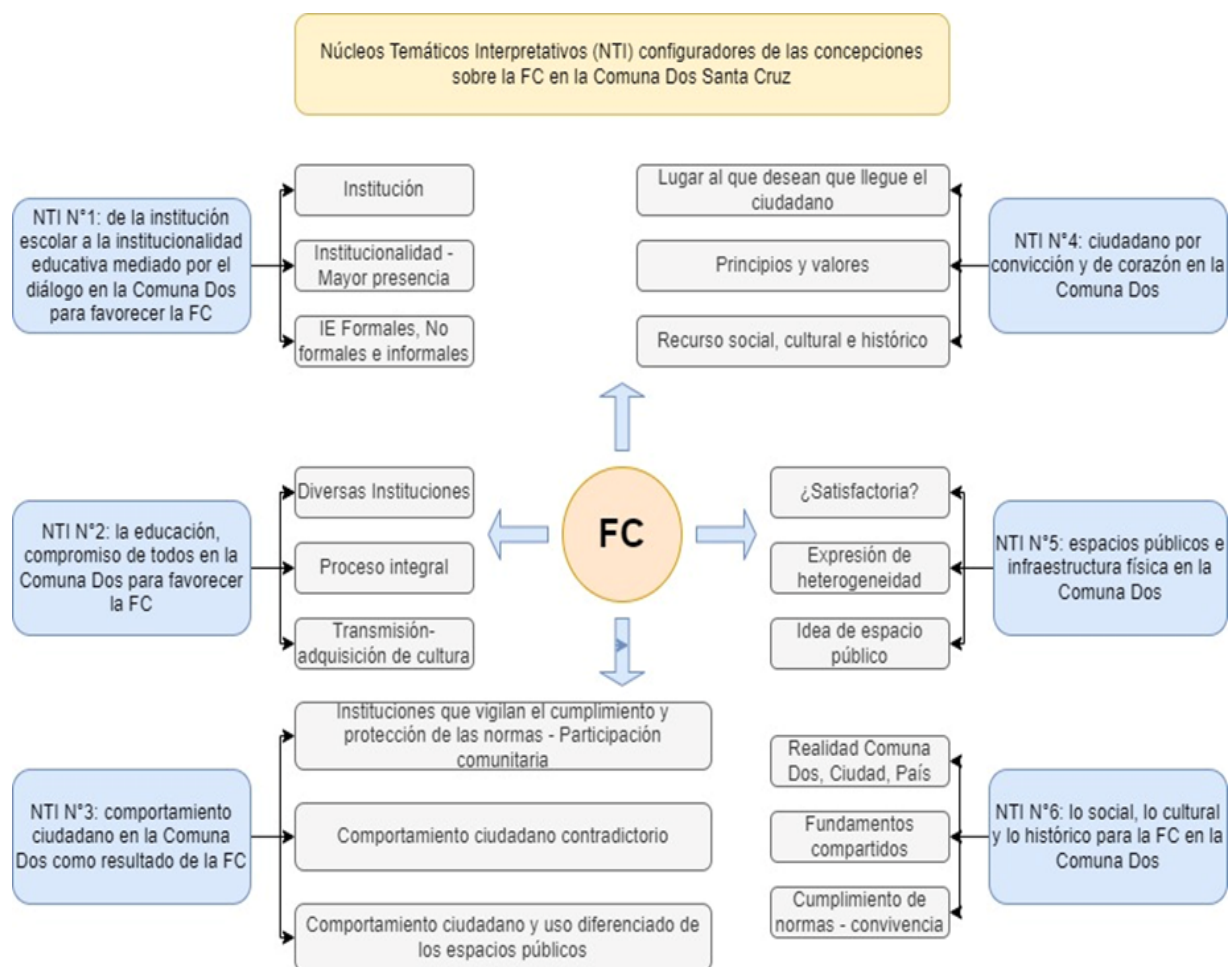 Núcleos Temáticos Interpretativos (NTI) configuradores de las concepciones
sobre la FC en la Comuna Dos Santa Cruz
NTI N°1: de la institución
escolar a la institucionalidad
educativa mediado por el
diálogo en la Comuna Dos
para favorecer la FC
Institución
Institucionalidad -
Mayor presencia
IE Formales, No
formales e informales
Lugar al que desean que llegue el
ciudadano
Principios y valores
Recurso social, cultural e histórico
NTI N°4: ciudadano por
convicción y de corazón en la
Comuna Dos
NTI N°2: la educación,
compromiso de todos en la
Comuna Dos para favorecer
la FC
Diversas Instituciones
Proceso integral
Transmisión-
adquisición de cultura
FC
¿Satisfactoria?
Expresión de
heterogeneidad
Idea de espacio
público
NTI N°5: espacios públicos e
infraestructura física en la
Comuna Dos
NTI N°3: comportamiento
ciudadano en la Comuna
Dos como resultado de la FC
Instituciones que vigilan el cumplimiento y
protección de las normas - Participación
comunitaria
Comportamiento ciudadano contradictorio
Comportamiento ciudadano y uso diferenciado de
los espacios públicos
Realidad Comuna
Dos, Ciudad, País
Fundamentos
compartidos
Cumplimiento de
normas - convivencia
NTI N°6: lo social, lo cultural
y lo histórico para la FC en la
Comuna Dos